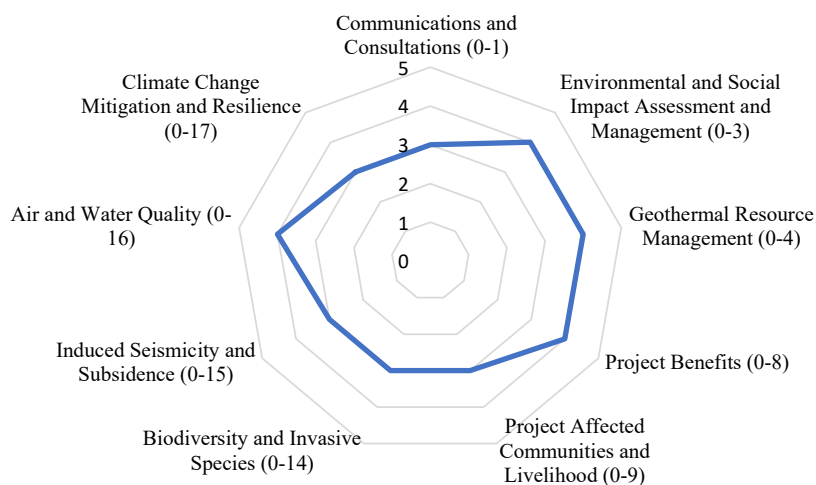 Communications and
Consultations (0-1)
Environmental and Social
Impact Assessment and
Management (0-3)
Geothermal Resource
Management (0-4)
Project Benefits (0-8)
Project Affected
Communities and
Livelihood (0-9)
Biodiversity and Invasive
Species (0-14)
Induced Seismicity and
Subsidence (0-15)
Air and Water Quality (0-
16)
Climate Change
Mitigation and Resilience
(0-17)
5
4
3
2
1
0